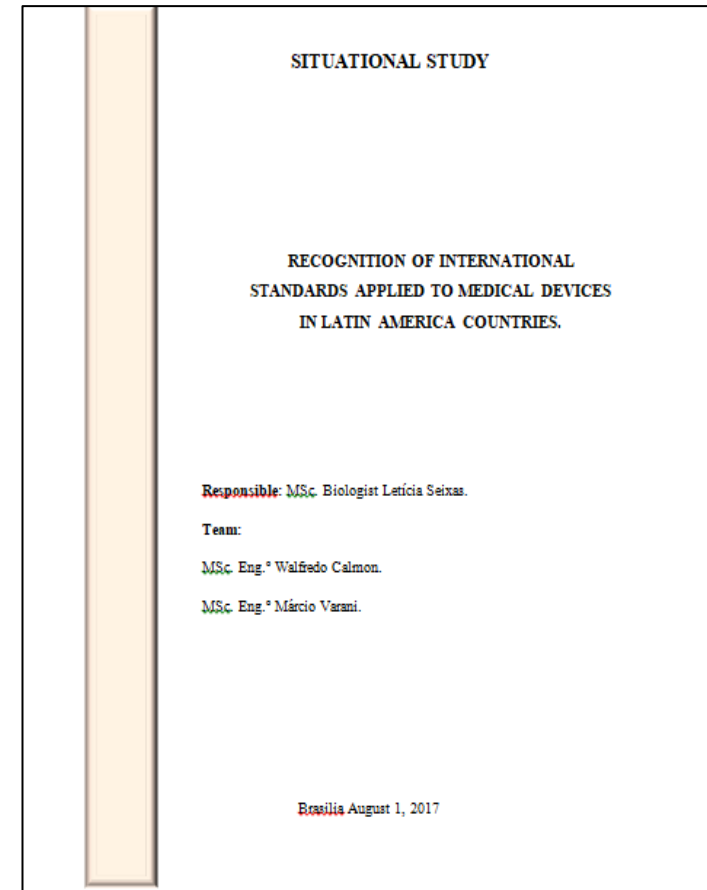 SITUATIONAL STUDY
RECOGNITION OF INTERNATIONAL
STANDARDS APPLIED TO MEDICAL DEVICES
IN LATIN AMERICA COUNTRIES.
Responsible: MSc. Biologist Letícia Seixas.
Team:
MSc. Eng.º Walfredo Calmon.
MSc. Eng.º Márcio Varani.
Brasilia August 1, 2017